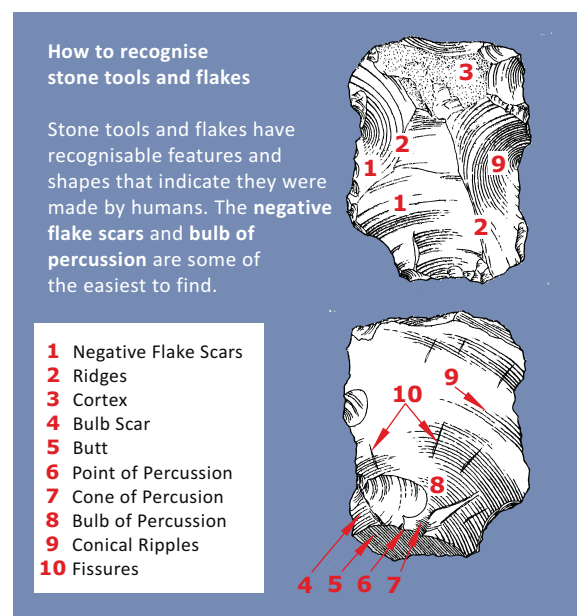 How to recognise
stone tools and flakes
Stone tools and flakes have
recognisable features and
shapes that indicate they were
made by humans. The negative
flake scars and bulb of
percussion are some of
the easiest to find.
1 Negative Flake Scars
2 Ridges
3 Cortex
4 Bulb Scar
5 Butt
6 Point of Percussion
7 Cone of Percusion
8 Bulb of Percussion
9 Conical Ripples
10 Fissures
3
2
1
9
1
2
9
10
8
4 5 6 7